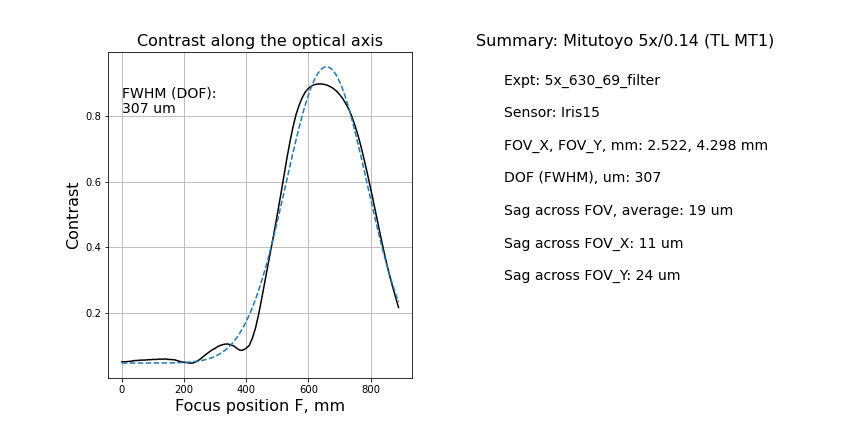 Contrast along the optical axis
FWHM (DOF):
307 um
Contrast
0.8
0.6
0.4
0.2
0 200 400 600 800
Focus position F, mm
Summary: Mitutoyo 5x/0.14 (TL MT1)
Expt: 5x_630_69_filter
Sensor: Iris15
FOV_X, FOV_Y, mm: 2.522, 4.298 mm
DOF (FWHM), um: 307
Sag across FOV, average: 19 um
Sag across FOV_X: 11 um
Sag across FOV_Y: 24 um